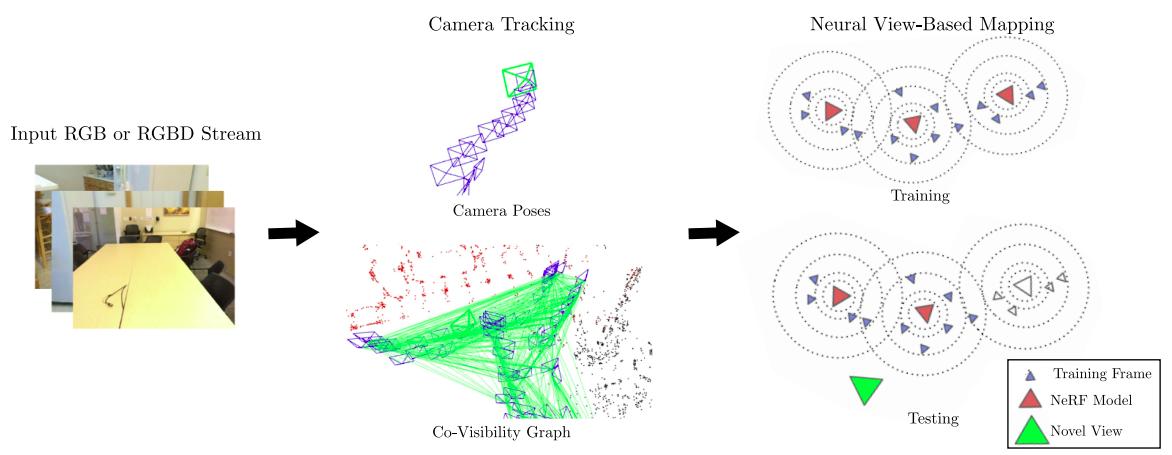 Input RGB or RGBD Stream
Camera Tracking
Camera Poses
Co-Visibility Graph
Neural View-Based Mapping
Training
Testing
Training Frame
NeRF Model
Novel View